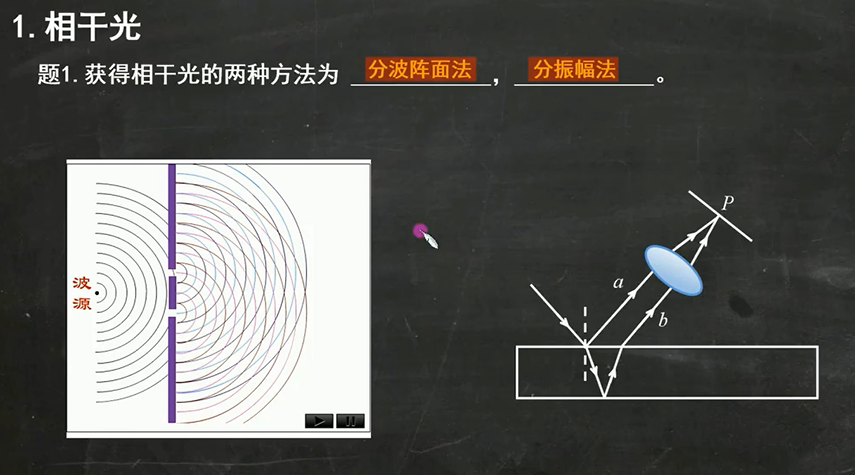 1. 相干光
题1. 获得相干光的两种方法为 分波阵面法 , 分振幅法 。
波
源
P
a
b